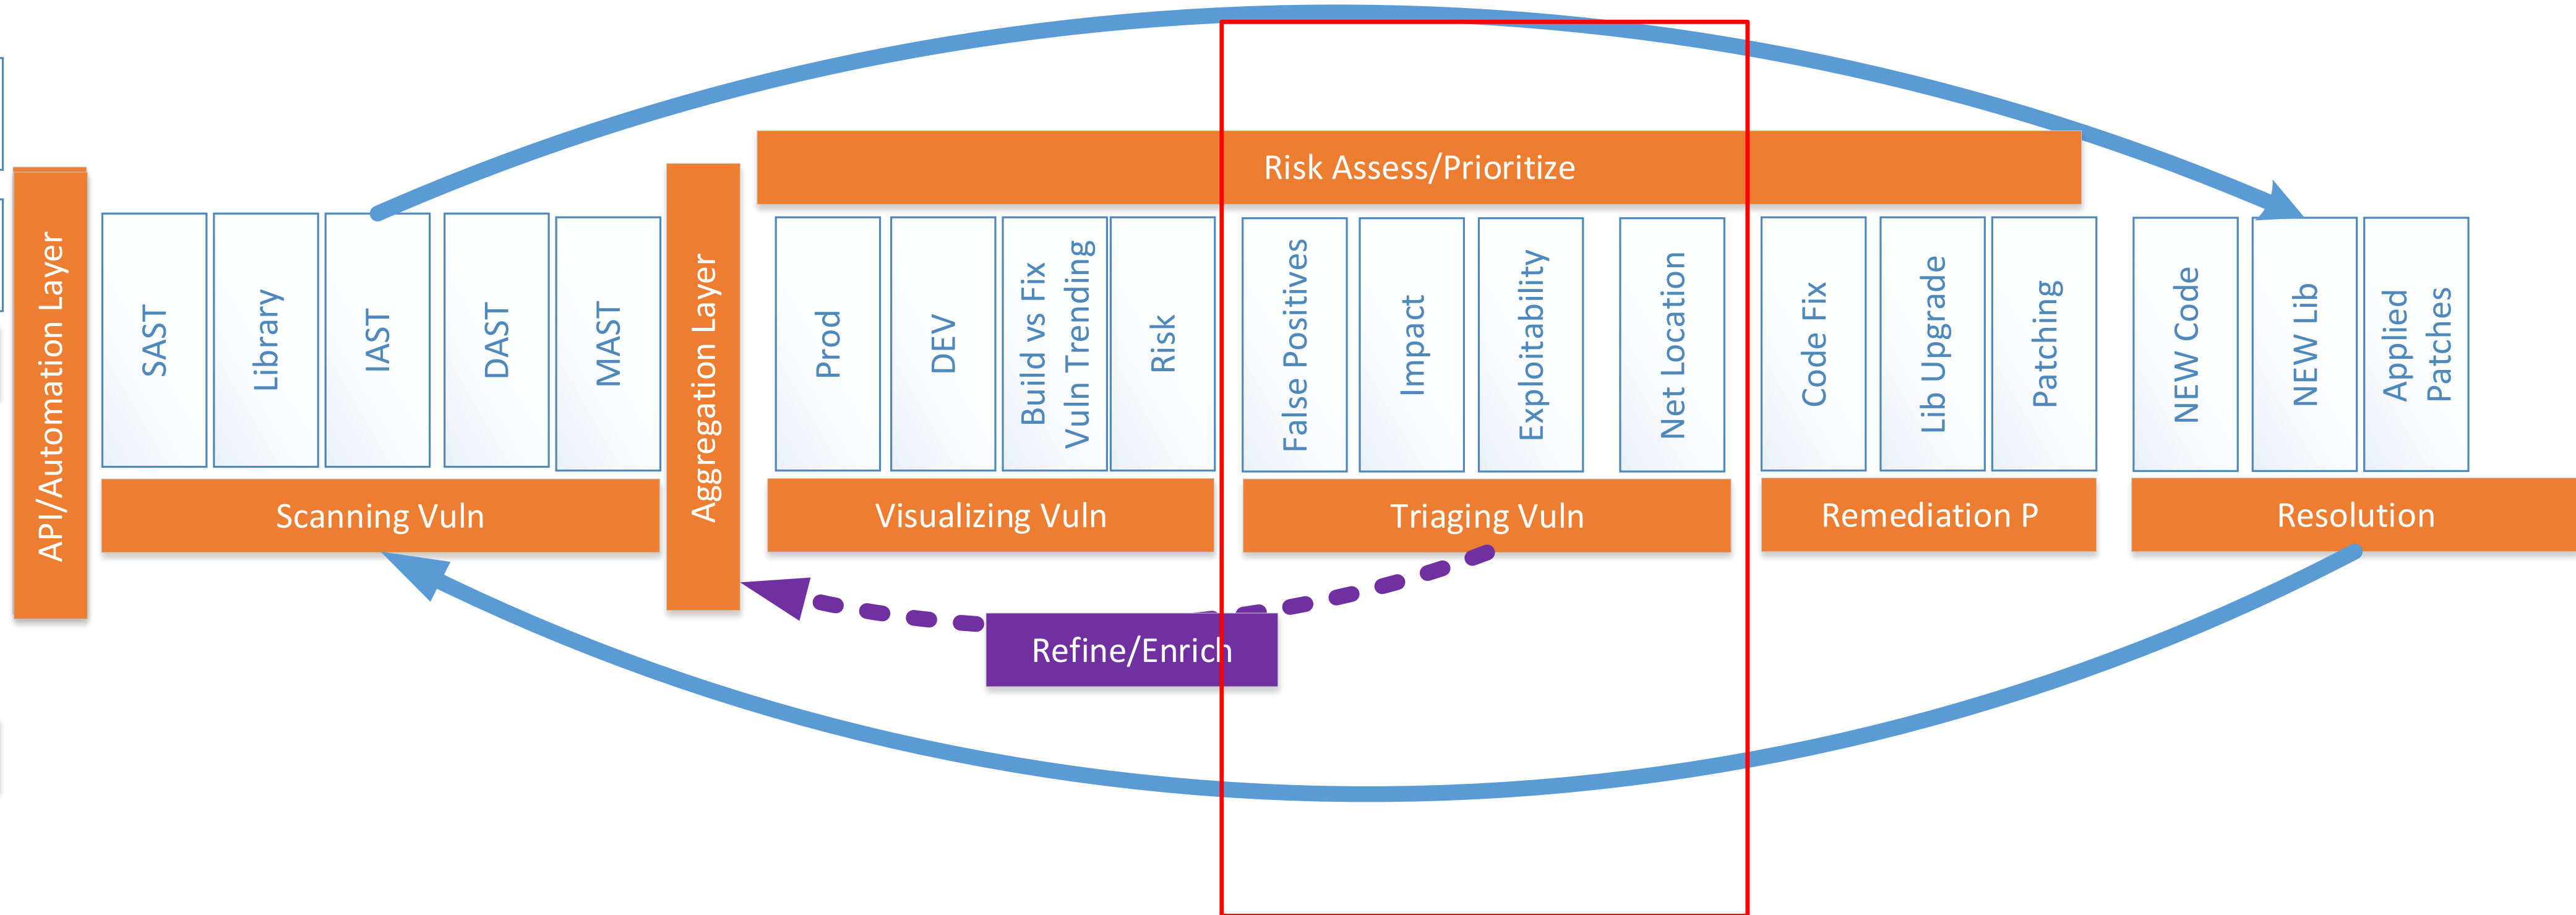 Risk Assess/Prioritize
API/Automation Layer
SAST
Library
IAST
DAST
MAST
Aggregation Layer
Prod
DEV
Build vs Fix
Vuln Trending
Risk
False Positives
Impact
Exploitability
Net Location
Code Fix
Lib Upgrade
Patching
NEW Code
NEW Lib
Applied
Patches
Scanning Vuln
Visualizing Vuln
Triaging Vuln
Remediation P
Resolution
Refine/Enrich